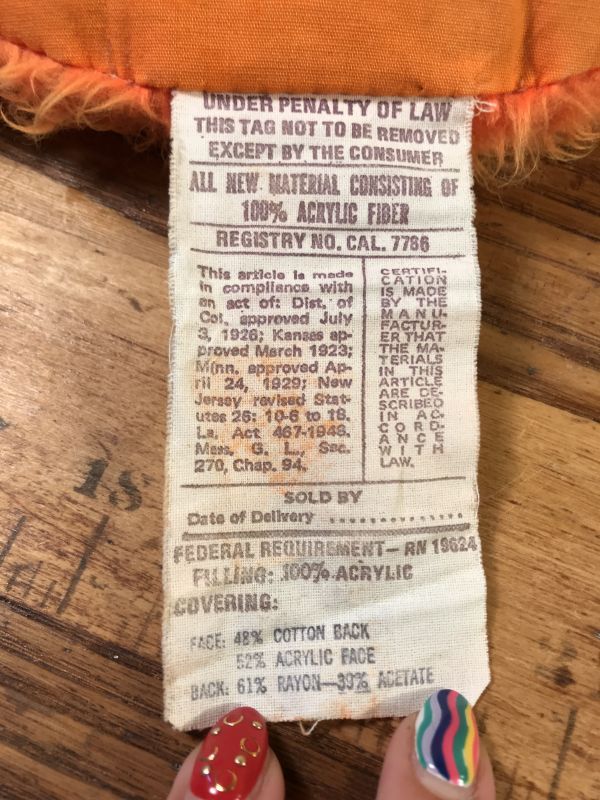 UNDER PENALTY OF LAW
THIS TAG NOT TO BE REMOVED
EXCEPT BY THE CONSUMER
ALL NEW MATERIAL CONSISTING OF
100% ACRYLIC FIBER
REGISTRY NO. CAL. 7786
This article is made
in compliance with
an act of: Dist. of
Col., approved July
3, 1926; Kansas ap-
proved March 1923;
Minn. approved Ap-
ril 24, 1929; New
Jersey revised Stat-
utes 26: 10-6 to 18.
La. Act 467-1948.
Mass. G. L., Sec.
270, Chap. 94.
CERTIFI-
CATION
IS MADE
BY THE
MANU-
FACTUR-
ER THAT
THE MA-
TERIALS
IN THIS
ARTICLE
ARE DE-
SCRIBED
IN AC-
CORD-
ANCE
WITH
LAW.
SOLD BY
Date of Delivery ....................
FEDERAL REQUIREMENT— RN 19624
FILLING: 100% ACRYLIC
COVERING:
FACE: 48% COTTON BACK
52% ACRYLIC FACE
BACK: 61% RAYON—39% ACETATE
18